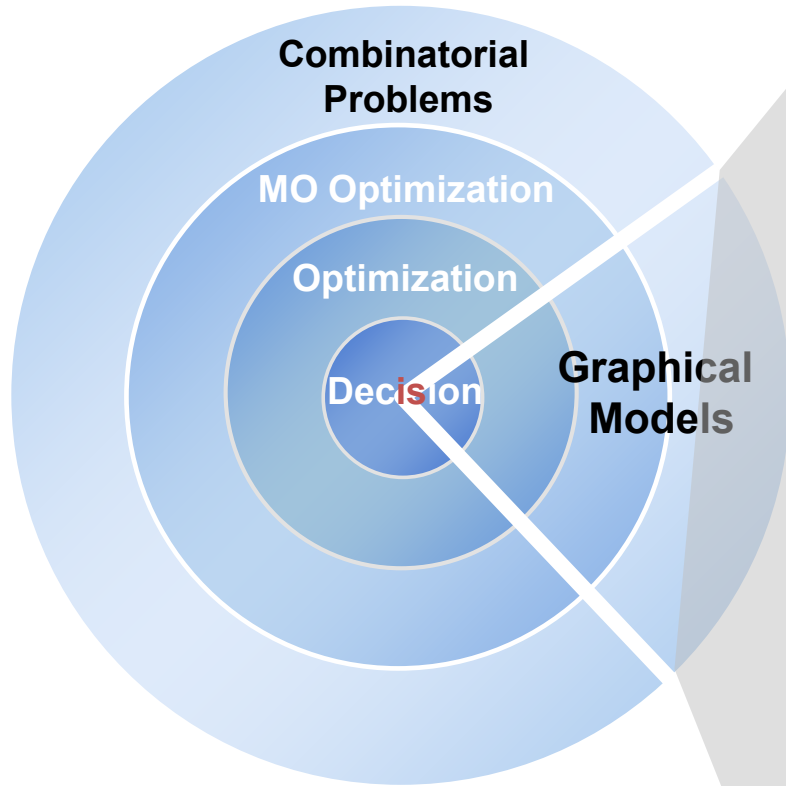 Combinatorial
Problems
MO Optimization
Optimization
Decision
Graphical
Models